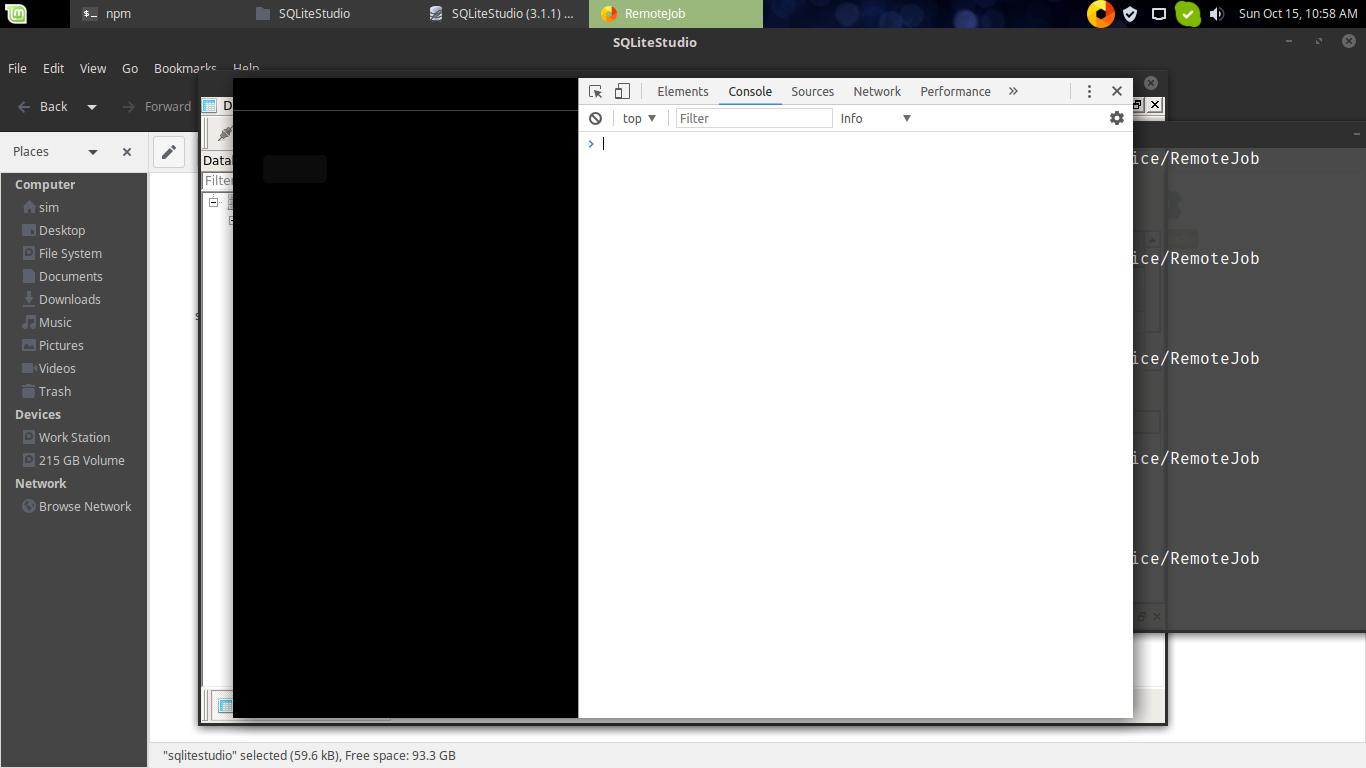 npm
SQLiteStudio
SQLiteStudio (3.1.1) ...
RemoteJob
Sun Oct 15, 10:58 AM
SQLiteStudio
File Edit View Go Bookmarks Help
Back Forward
Places
Computer
sim
Desktop
File System
Documents
Downloads
Music
Pictures
Videos
Trash
Devices
Work Station
215 GB Volume
Network
Browse Network
Elements Console Sources Network Performance »
top Filter Info
ice/RemoteJob
ice/RemoteJob
ice/RemoteJob
ice/RemoteJob
ice/RemoteJob
"sqlitestudio" selected (59.6 kB), Free space: 93.3 GB